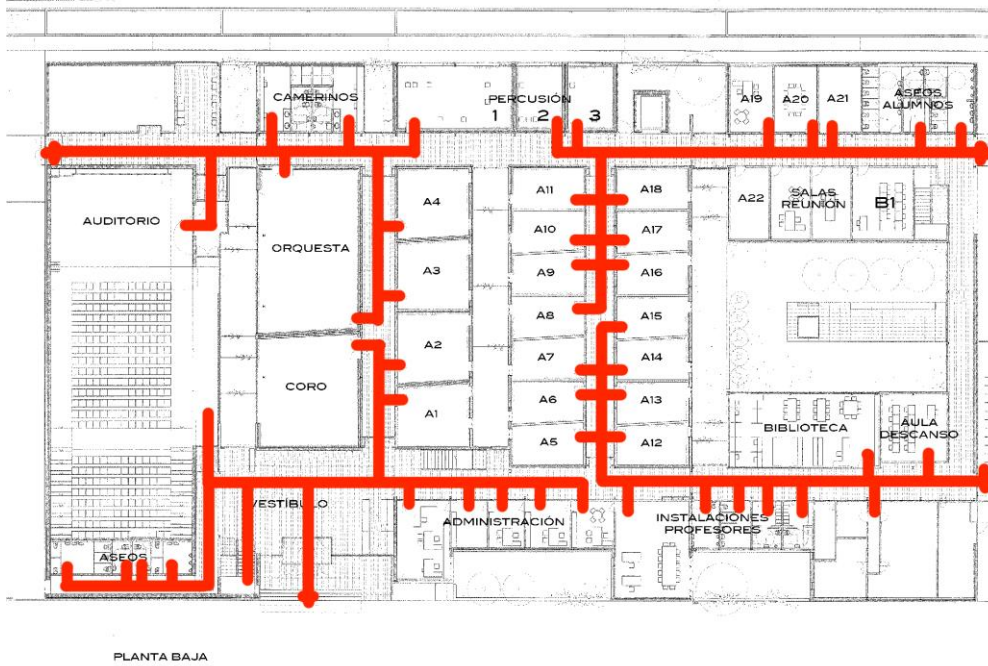 CAMERINOS
PERCUSIÓN
1
2
3
A19
A20
A21
ASEOS
ALUMNOS
AUDITORIO
ORQUESTA
A4
A11
A18
A22
SALAS
REUNIÓN
B1
A10
A17
A3
A9
A16
A8
A15
CORO
A2
A7
A14
A1
A6
A13
A5
A12
BIBLIOTECA
AULA
DESCANSO
VESTÍBULO
ADMINISTRACIÓN
INSTALACIONES
PROFESORES
ASEOS
PLANTA BAJA